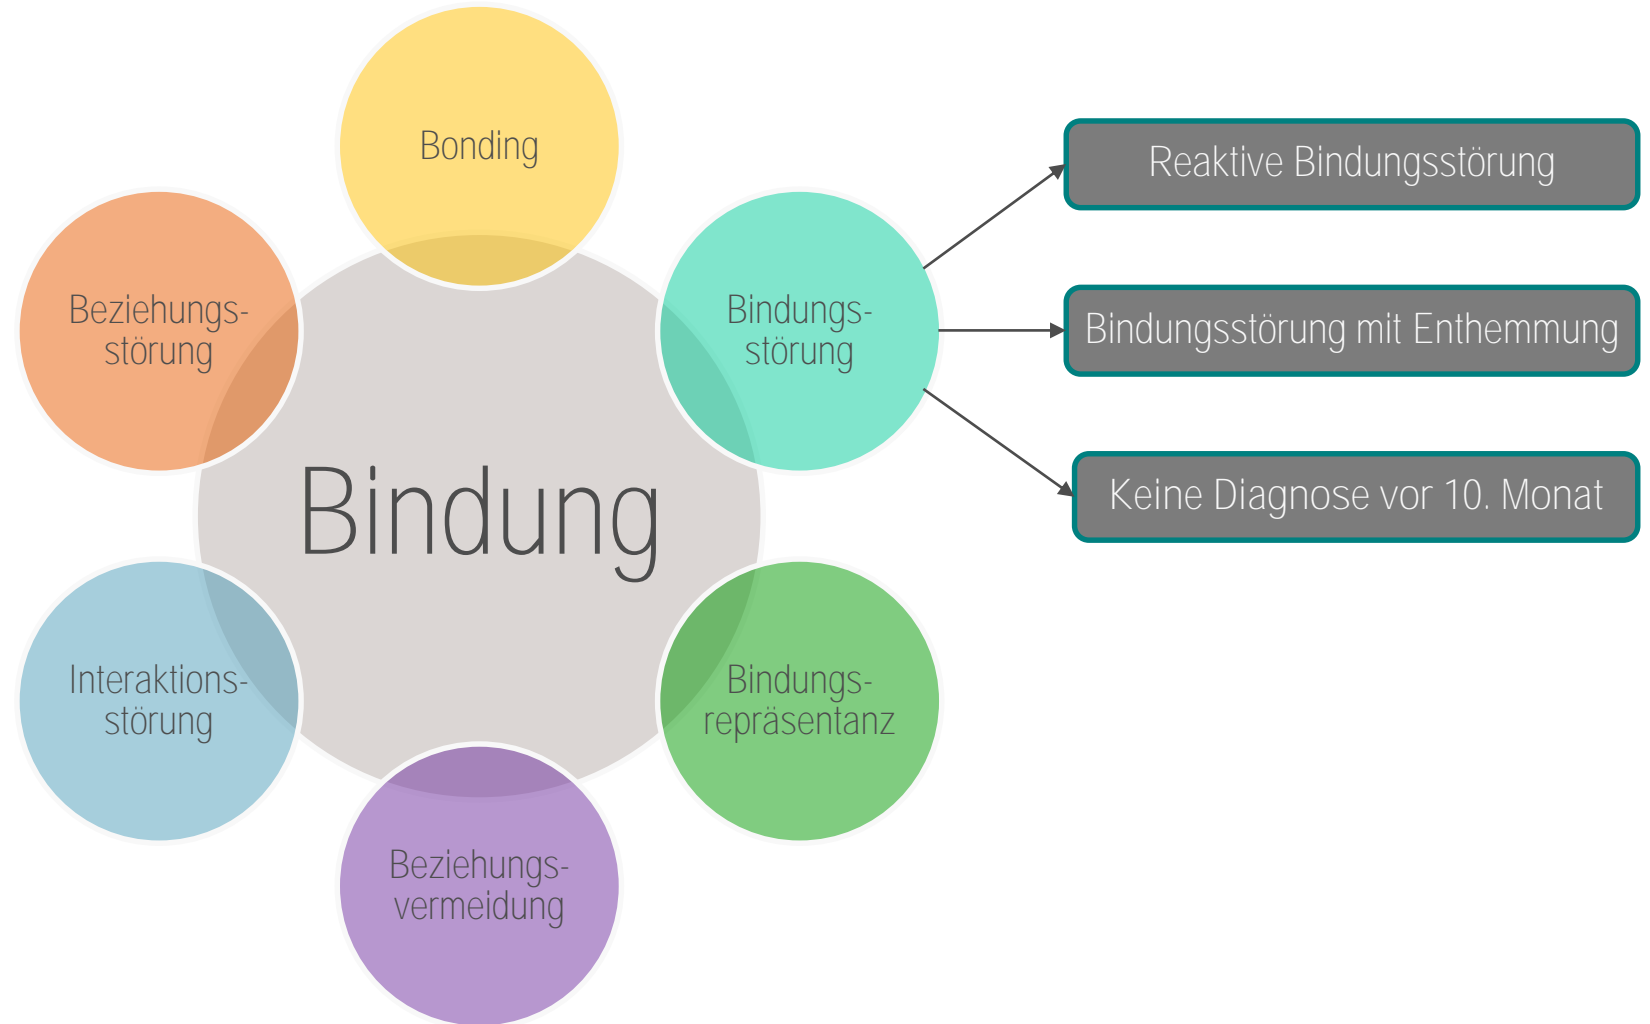 Bonding
Bindungs-
störung
Bindungs-
repräsentanz
Beziehungs-
vermeidung
Interaktions-
störung
Beziehungs-
störung
Bindung
Reaktive Bindungsstörung
Bindungsstörung mit Enthemmung
Keine Diagnose vor 10. Monat